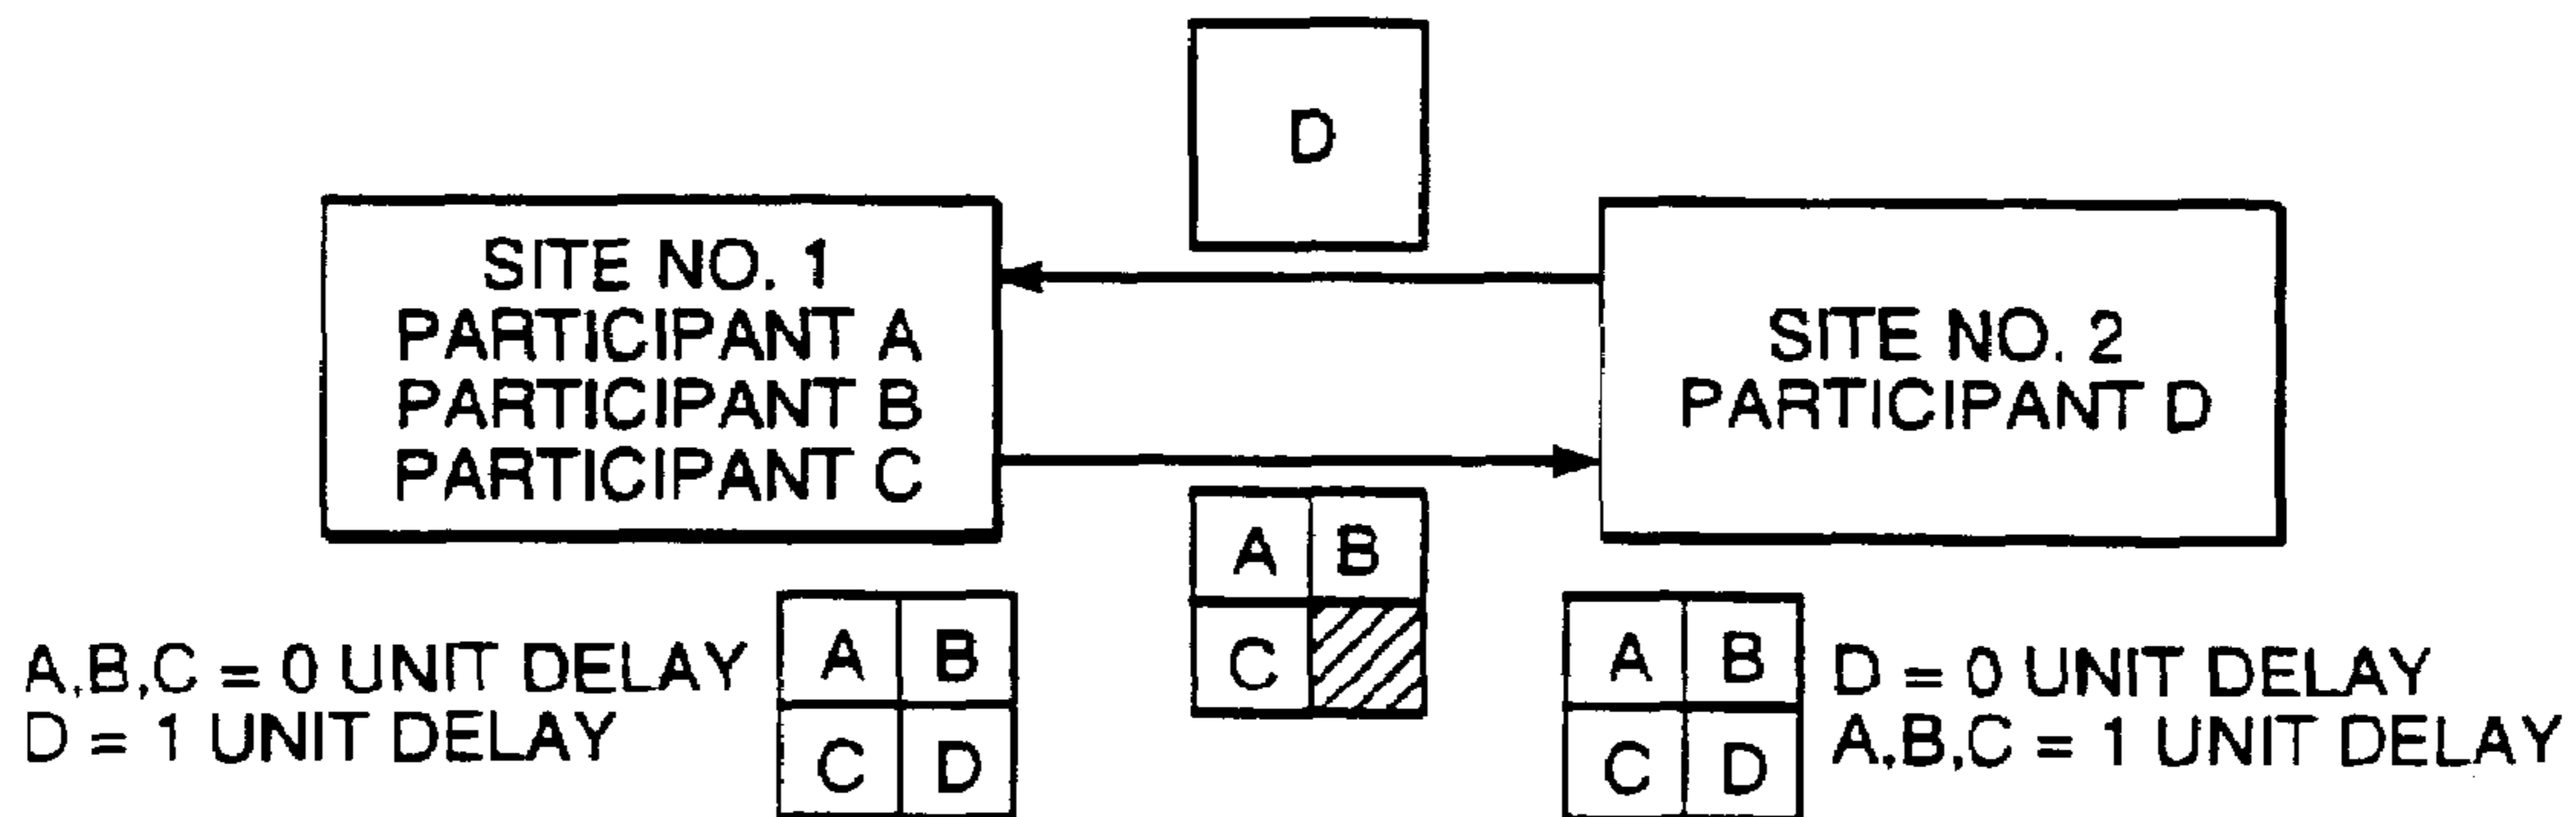 D
SITE NO. 1
PARTICIPANT A
PARTICIPANT B
PARTICIPANT C
SITE NO. 2
PARTICIPANT D
A B
C
A,B,C = 0 UNIT DELAY
D = 1 UNIT DELAY
A B
C D
A B
C D
D = 0 UNIT DELAY
A,B,C = 1 UNIT DELAY